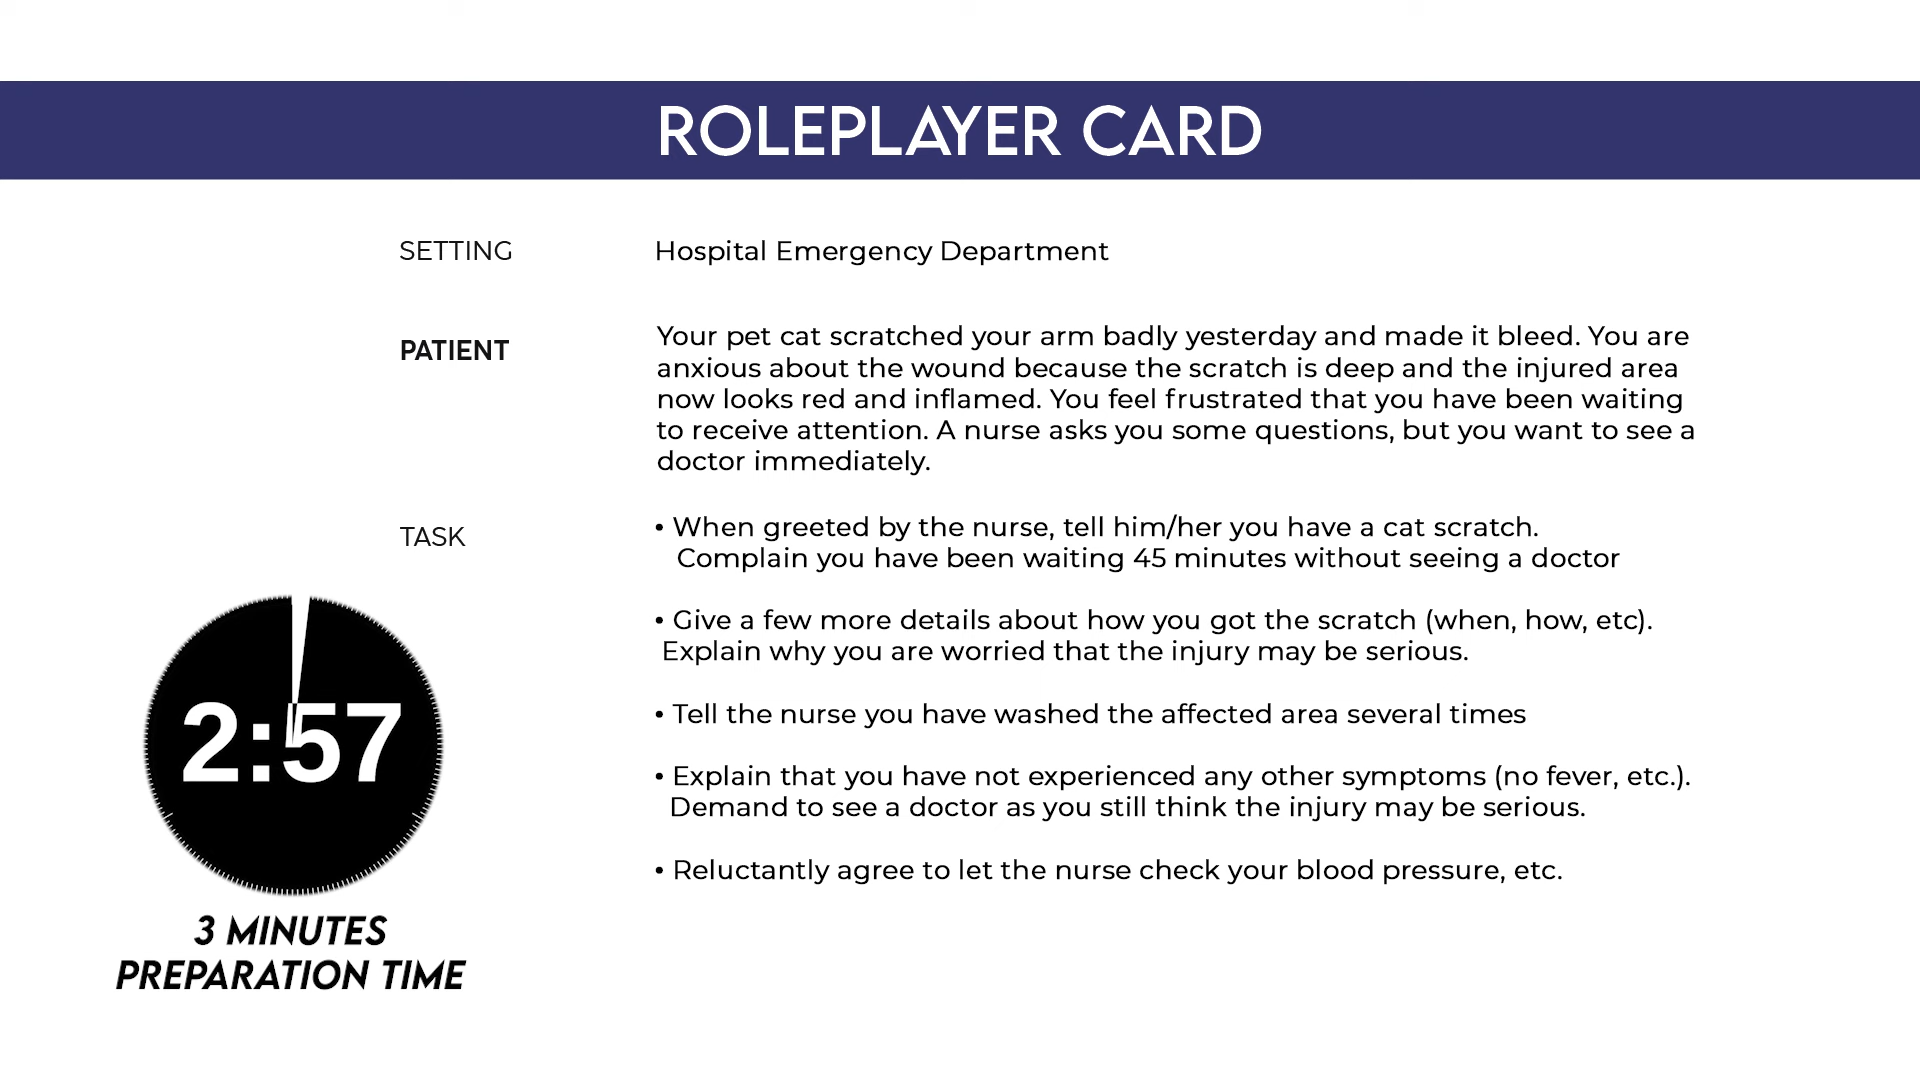 ROLEPLAYER CARD
SETTING
Hospital Emergency Department
PATIENT
Your pet cat scratched your arm badly yesterday and made it bleed. You are
anxious about the wound because the scratch is deep and the injured area
now looks red and inflamed. You feel frustrated that you have been waiting
to receive attention. A nurse asks you some questions, but you want to see a
doctor immediately.
TASK
• When greeted by the nurse, tell him/her you have a cat scratch.
Complain you have been waiting 45 minutes without seeing a doctor
• Give a few more details about how you got the scratch (when, how, etc).
Explain why you are worried that the injury may be serious.
• Tell the nurse you have washed the affected area several times
• Explain that you have not experienced any other symptoms (no fever, etc.).
Demand to see a doctor as you still think the injury may be serious.
• Reluctantly agree to let the nurse check your blood pressure, etc.
2:57
3 MINUTES
PREPARATION TIME